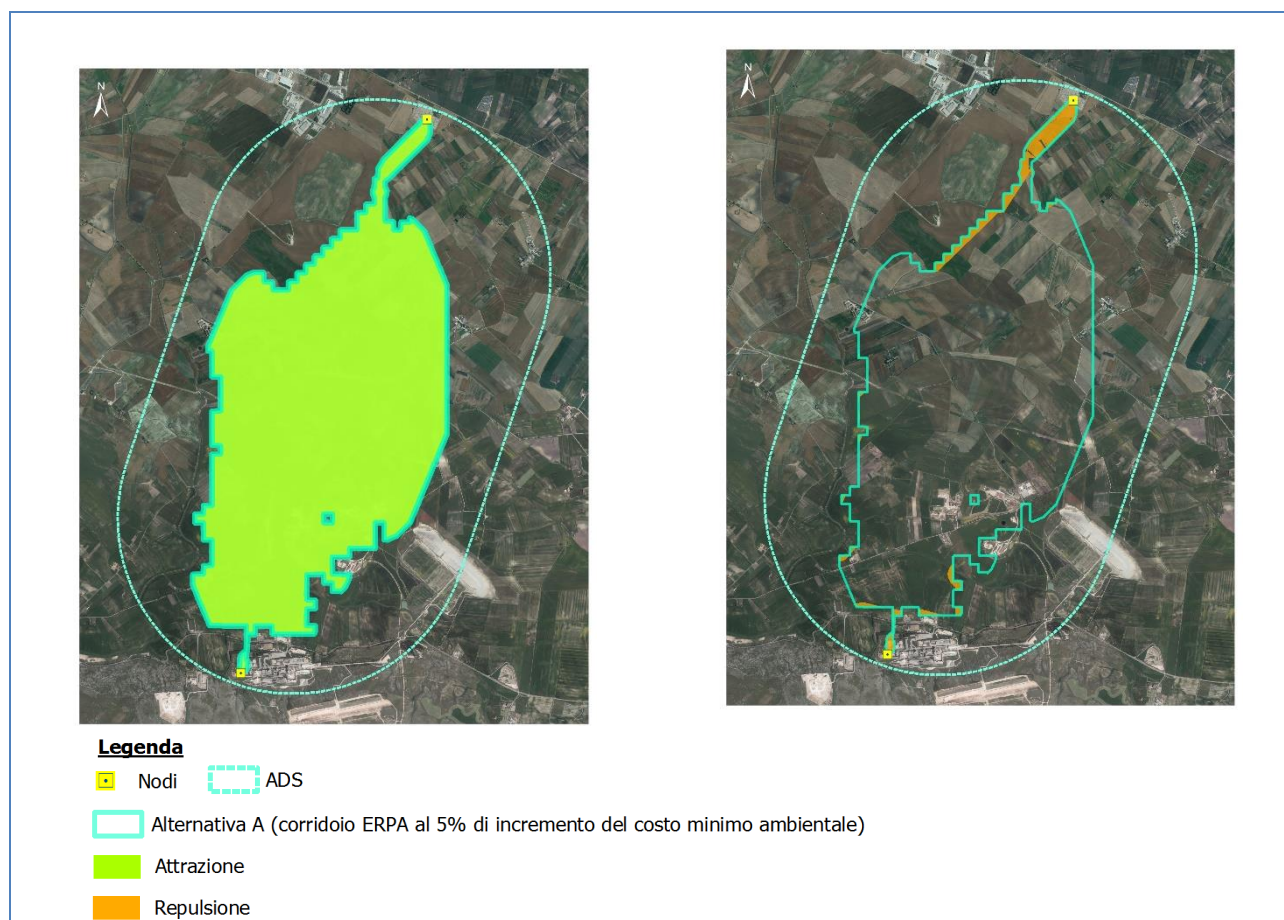 N
N
Legenda
Nodi
ADS
Alternativa A (corridoio ERPA al 5% di incremento del costo minimo ambientale)
Attrazione
Repulsione